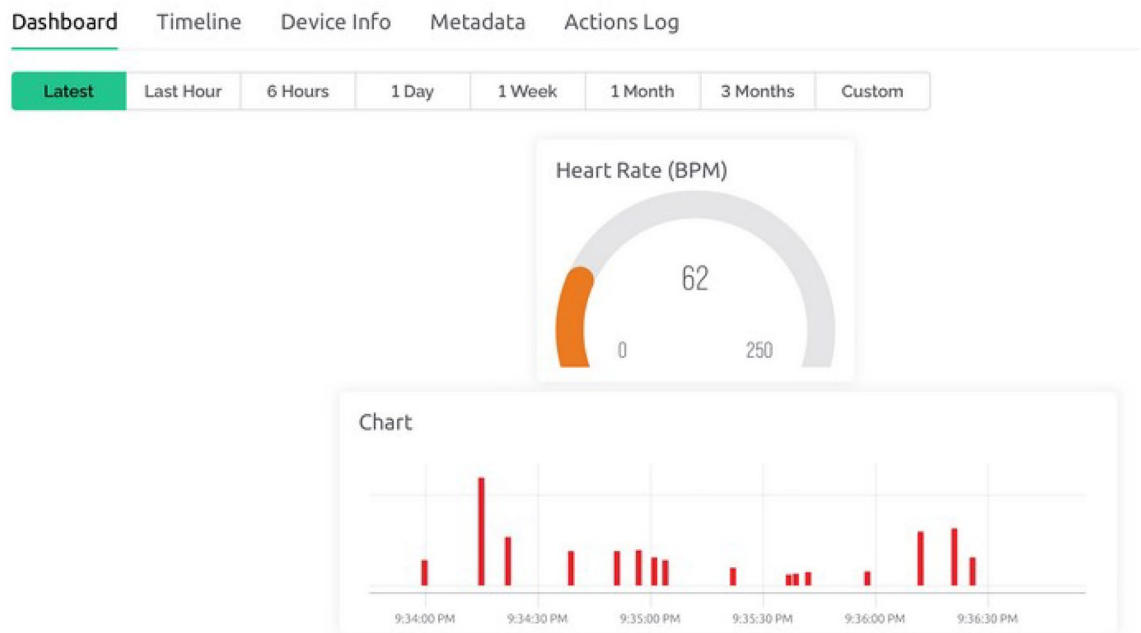 Dashboard Timeline Device Info Metadata Actions Log
Latest Last Hour 6 Hours 1 Day 1 Week 1 Month 3 Months Custom
Heart Rate (BPM)
62
0 250
Chart
9:34:00 PM 9:34:30 PM 9:35:00 PM 9:35:30 PM 9:36:00 PM 9:36:30 PM